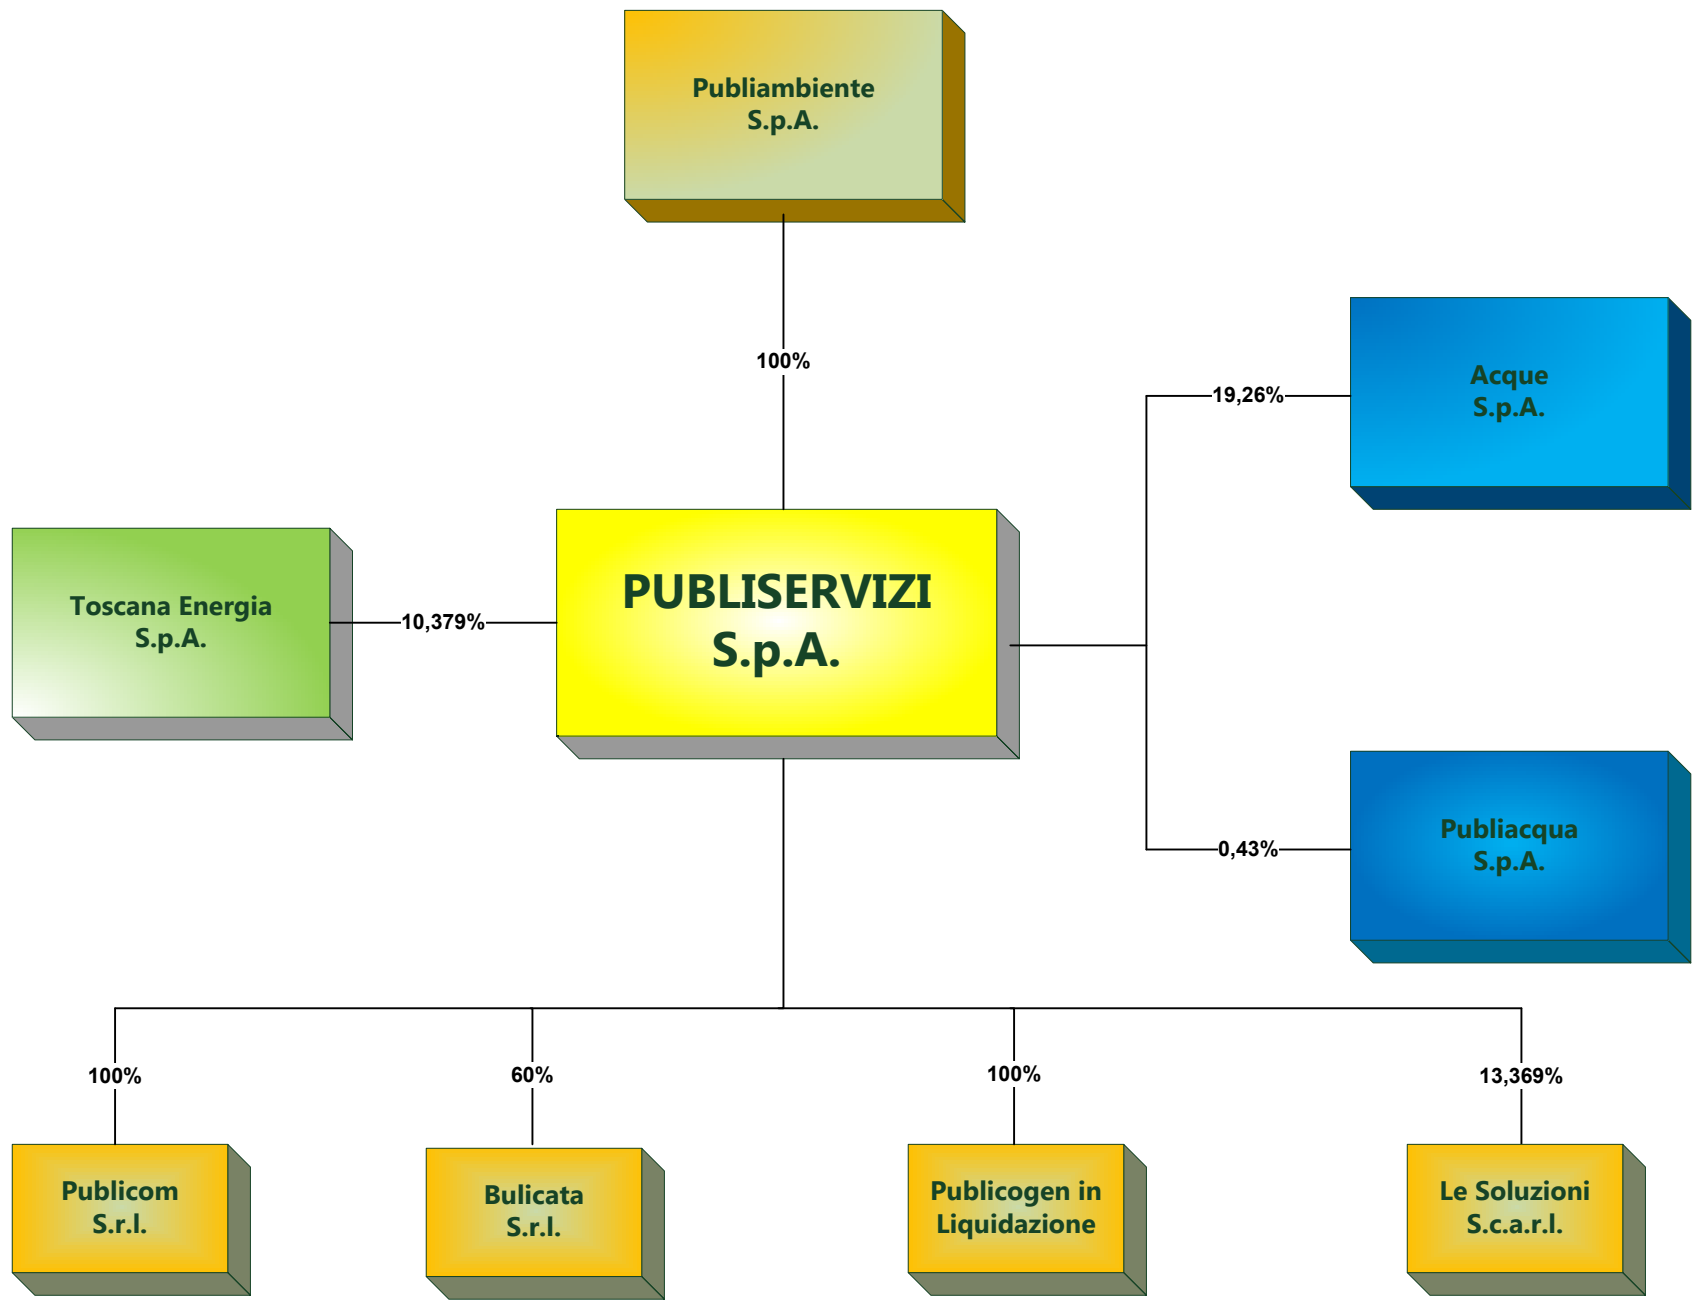 Publiambiente
S.p.A.
100%
19,26%
Acque
S.p.A.
Toscana Energia
S.p.A.
10,379%
PUBLISERVIZI
S.p.A.
0,43%
Publiacqua
S.p.A.
100%
60%
100%
13,369%
Publicom
S.r.l.
Bulicata
S.r.l.
Publicogen in
Liquidazione
Le Soluzioni
S.c.a.r.l.